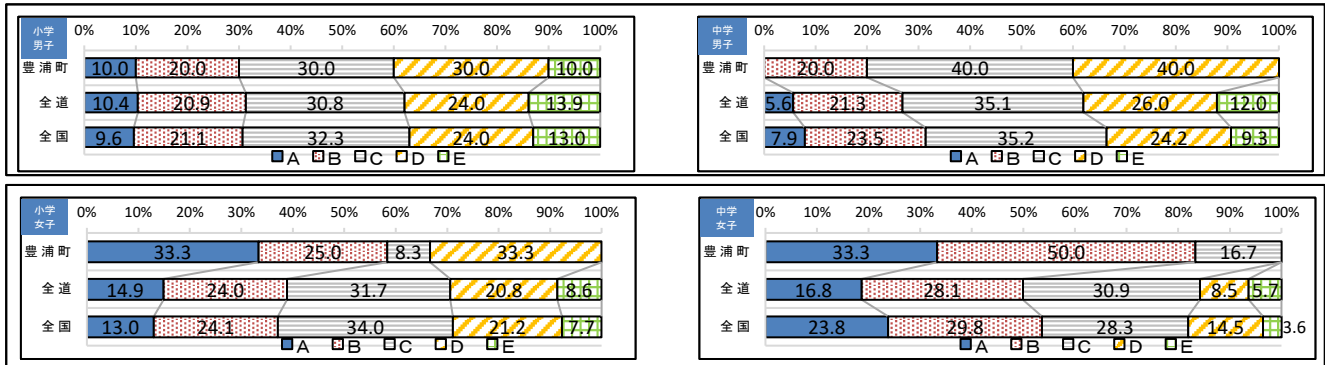 小学
男子
0% 10% 20% 30% 40% 50% 60% 70% 80% 90% 100%
豊浦町 10.0 20.0 30.0 30.0 10.0
全道 10.4 20.9 30.8 24.0 13.9
全国 9.6 21.1 32.3 24.0 13.0
A B C D E
中学
男子
0% 10% 20% 30% 40% 50% 60% 70% 80% 90% 100%
豊浦町 20.0 40.0 40.0
全道 5.6 21.3 35.1 26.0 12.0
全国 7.9 23.5 35.2 24.2 9.3
A B C D E
小学
女子
0% 10% 20% 30% 40% 50% 60% 70% 80% 90% 100%
豊浦町 33.3 25.0 8.3 33.3
全道 14.9 24.0 31.7 20.8 8.6
全国 13.0 24.1 34.0 21.2 7.7
A B C D E
中学
女子
0% 10% 20% 30% 40% 50% 60% 70% 80% 90% 100%
豊浦町 33.3 50.0 16.7
全道 16.8 28.1 30.9 8.5 5.7
全国 23.8 29.8 28.3 14.5 3.6
A B C D E